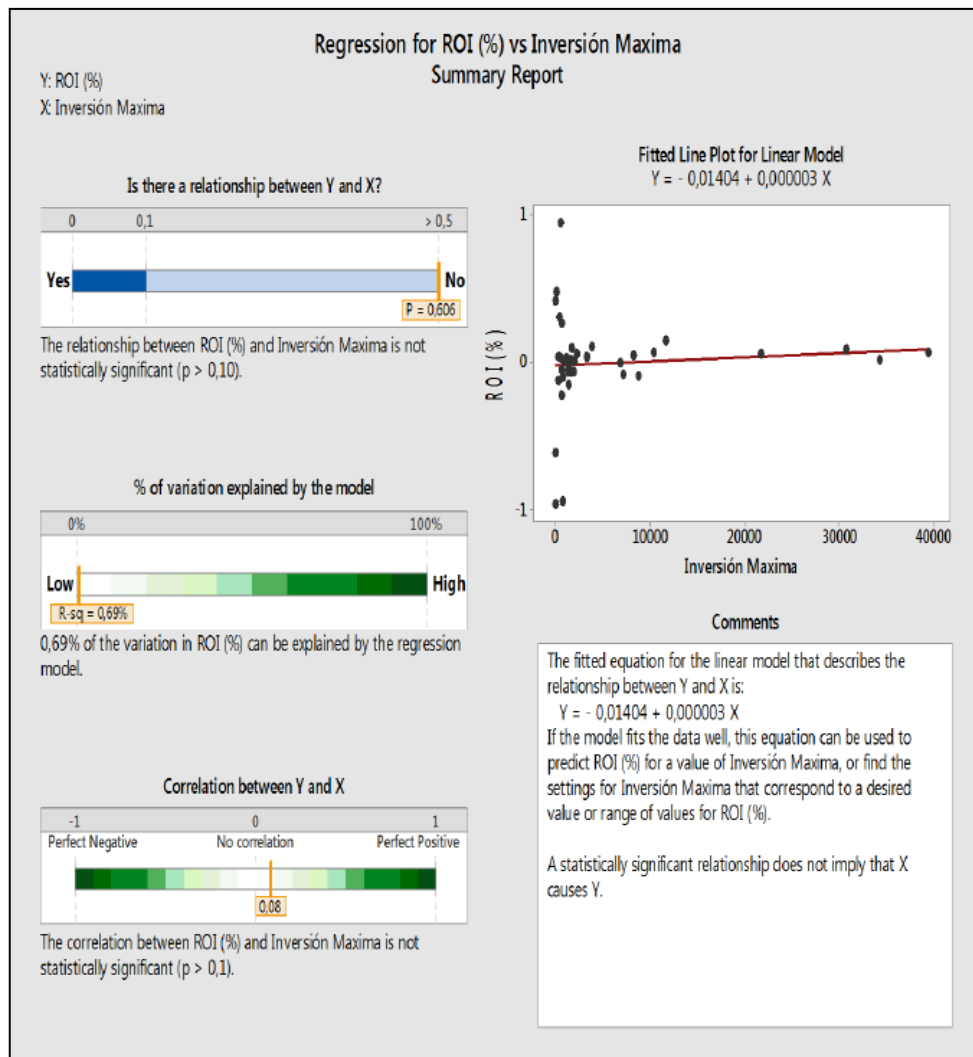 Regression for ROI (%) vs Inversión Maxima
Summary Report
Y: ROI (%)
X: Inversión Maxima
Is there a relationship between Y and X?
0 0,1 > 0,5
Yes No
P = 0,606
The relationship between ROI (%) and Inversión Maxima is not
statistically significant (p > 0,10).
% of variation explained by the model
0% 100%
Low High
R-sq = 0,69%
0,69% of the variation in ROI (%) can be explained by the regression
model.
Correlation between Y and X
-1 0 1
Perfect Negative No correlation Perfect Positive
0,08
The correlation between ROI (%) and Inversión Maxima is not
statistically significant (p > 0,1).
Fitted Line Plot for Linear Model
Y = - 0,01404 + 0,000003 X
1
0
-1
ROI (%)
0 10000 20000 30000 40000
Inversión Maxima
Comments
The fitted equation for the linear model that describes the
relationship between Y and X is:
Y = - 0,01404 + 0,000003 X
If the model fits the data well, this equation can be used to
predict ROI (%) for a value of Inversión Maxima, or find the
settings for Inversión Maxima that correspond to a desired
value or range of values for ROI (%).
A statistically significant relationship does not imply that X
causes Y.